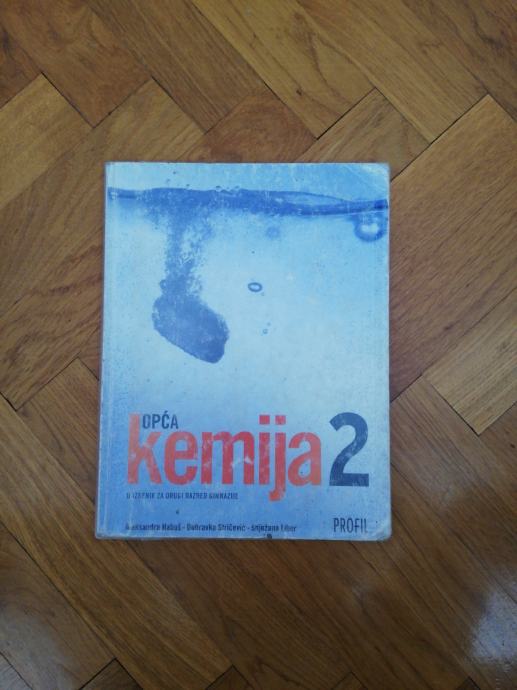 OPĆA
kemija 2
UDŽBENIK ZA DRUGI RAZRED GIMNAZIJE
Aleksandra Habuš - Dubravka Stričević - Snježana Liber
PROFIL